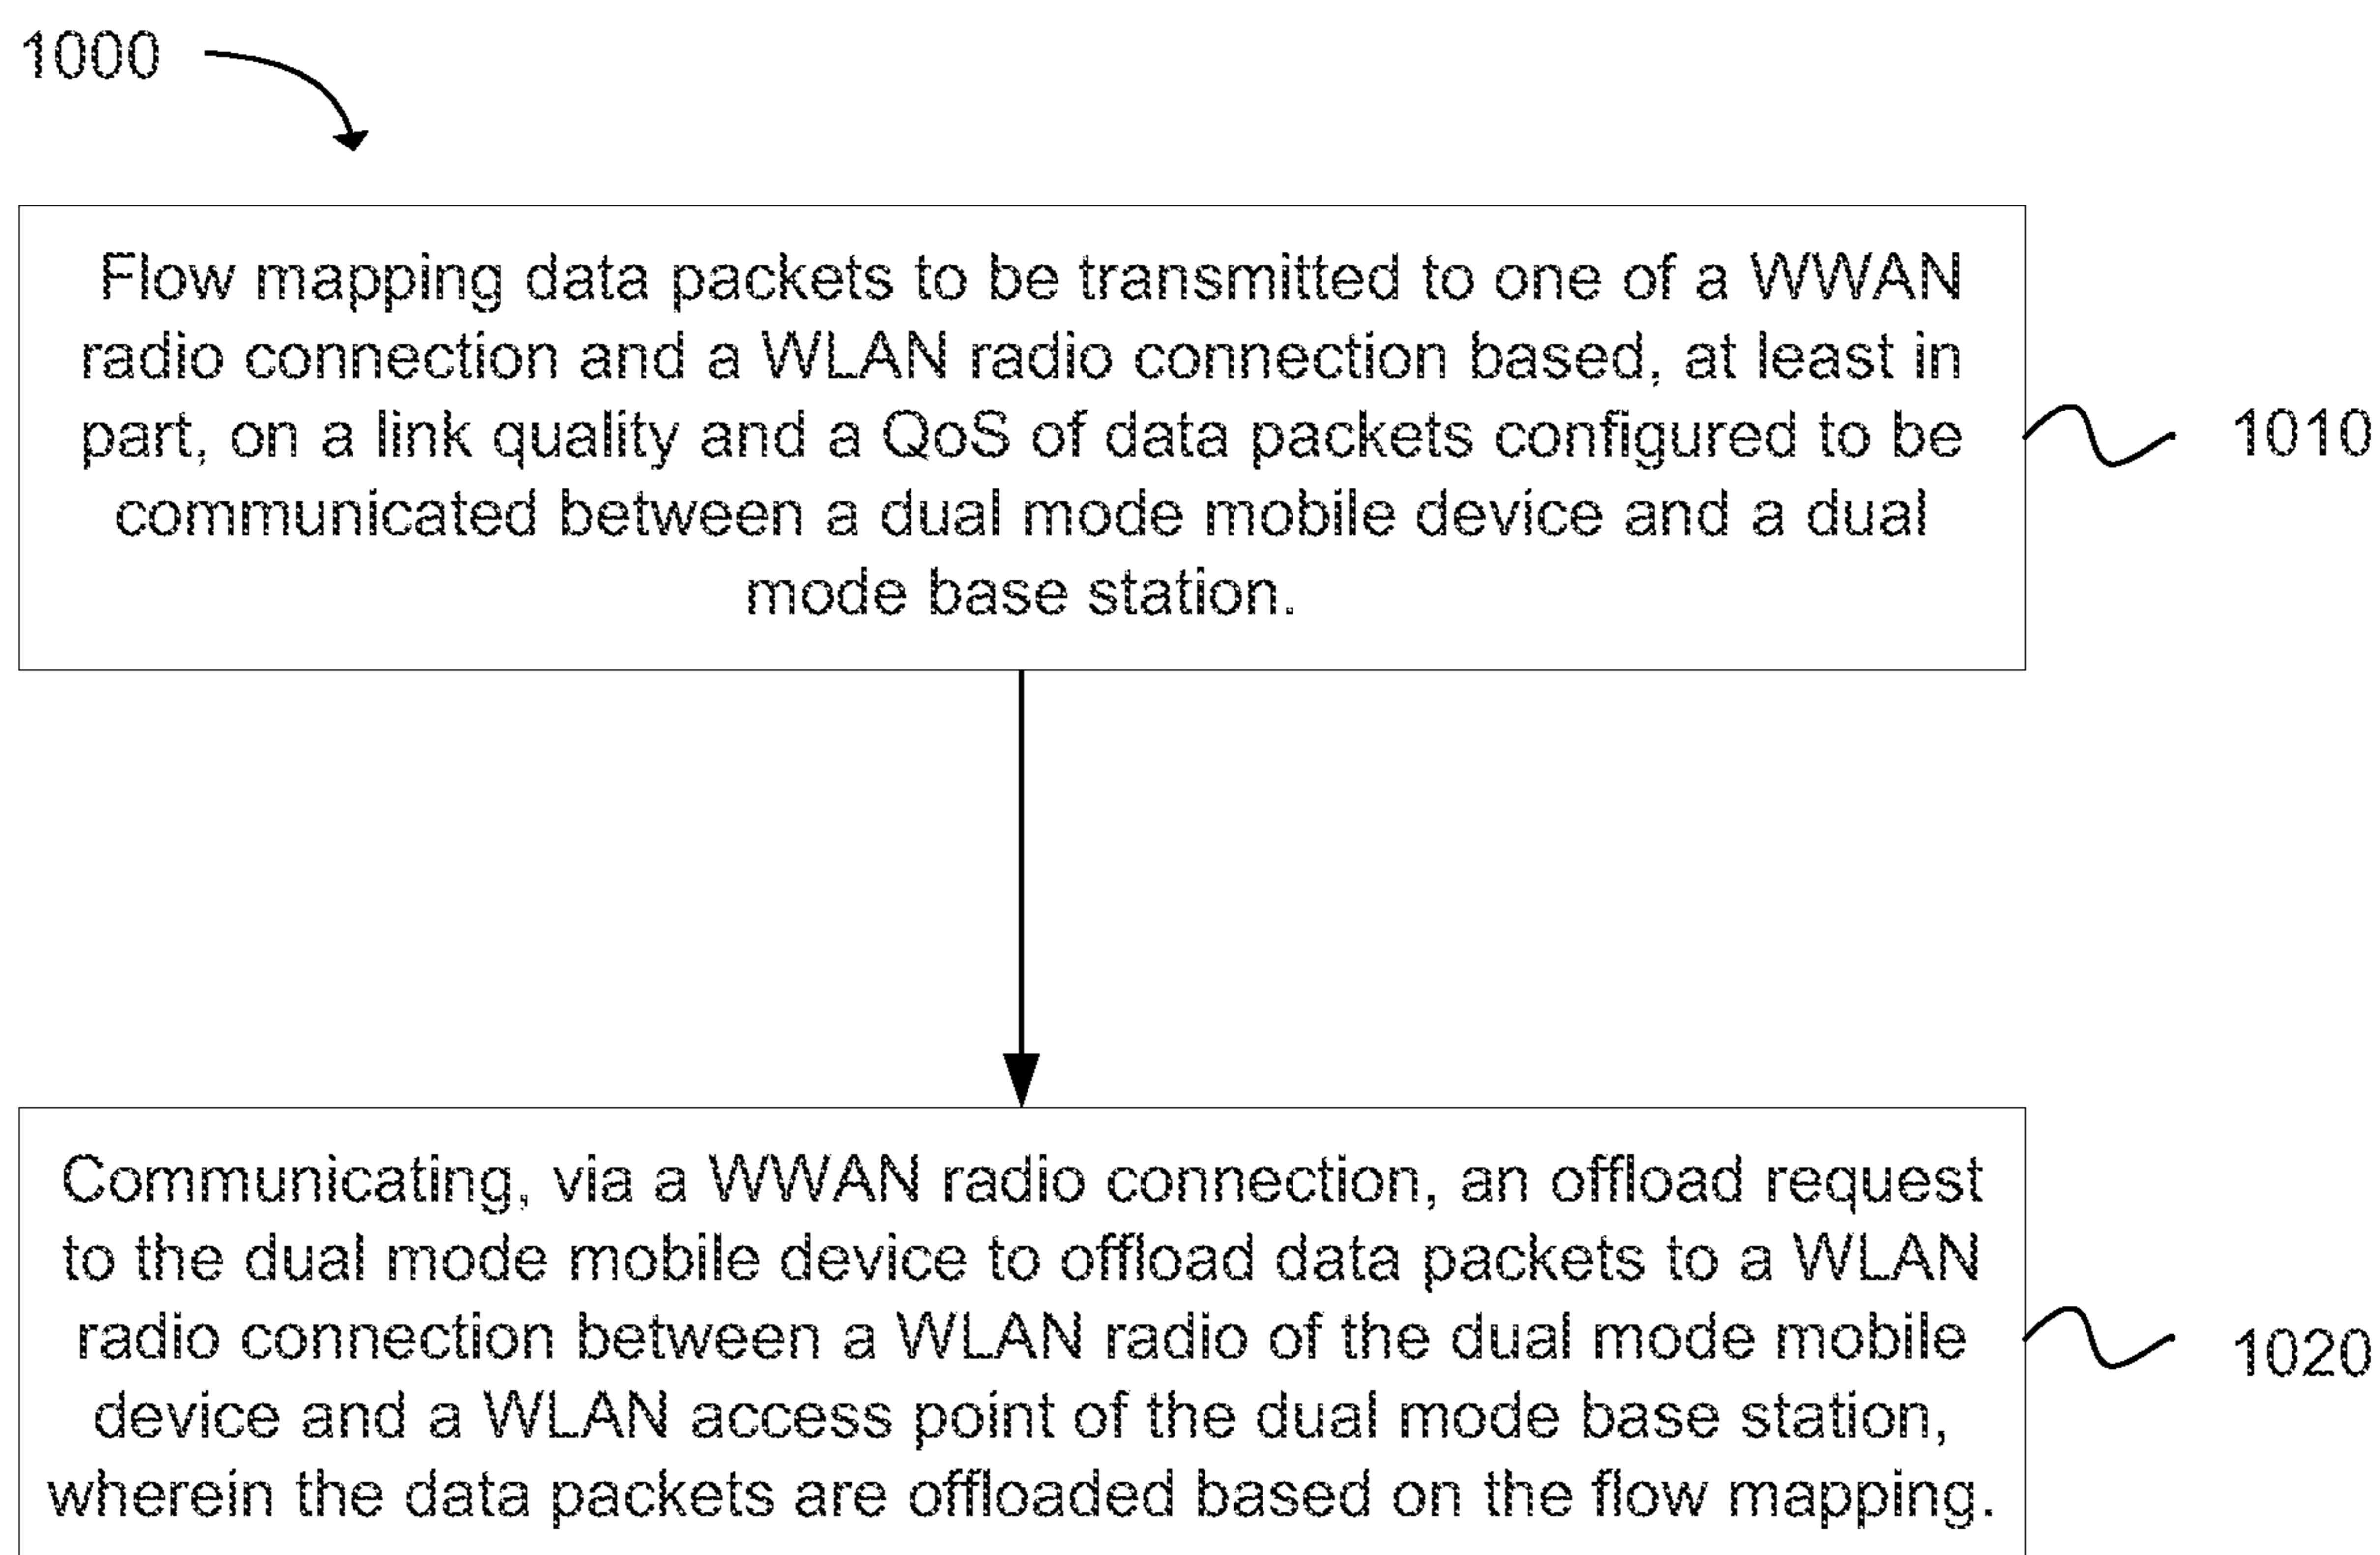 1000
Flow mapping data packets to be transmitted to one of a WWAN
radio connection and a WLAN radio connection based, at least in
part, on a link quality and a QoS of data packets configured to be
communicated between a dual mode mobile device and a dual
mode base station.
1010
Communicating, via a WWAN radio connection, an offload request
to the dual mode mobile device to offload data packets to a WLAN
radio connection between a WLAN radio of the dual mode mobile
device and a WLAN access point of the dual mode base station,
wherein the data packets are offloaded based on the flow mapping.
1020